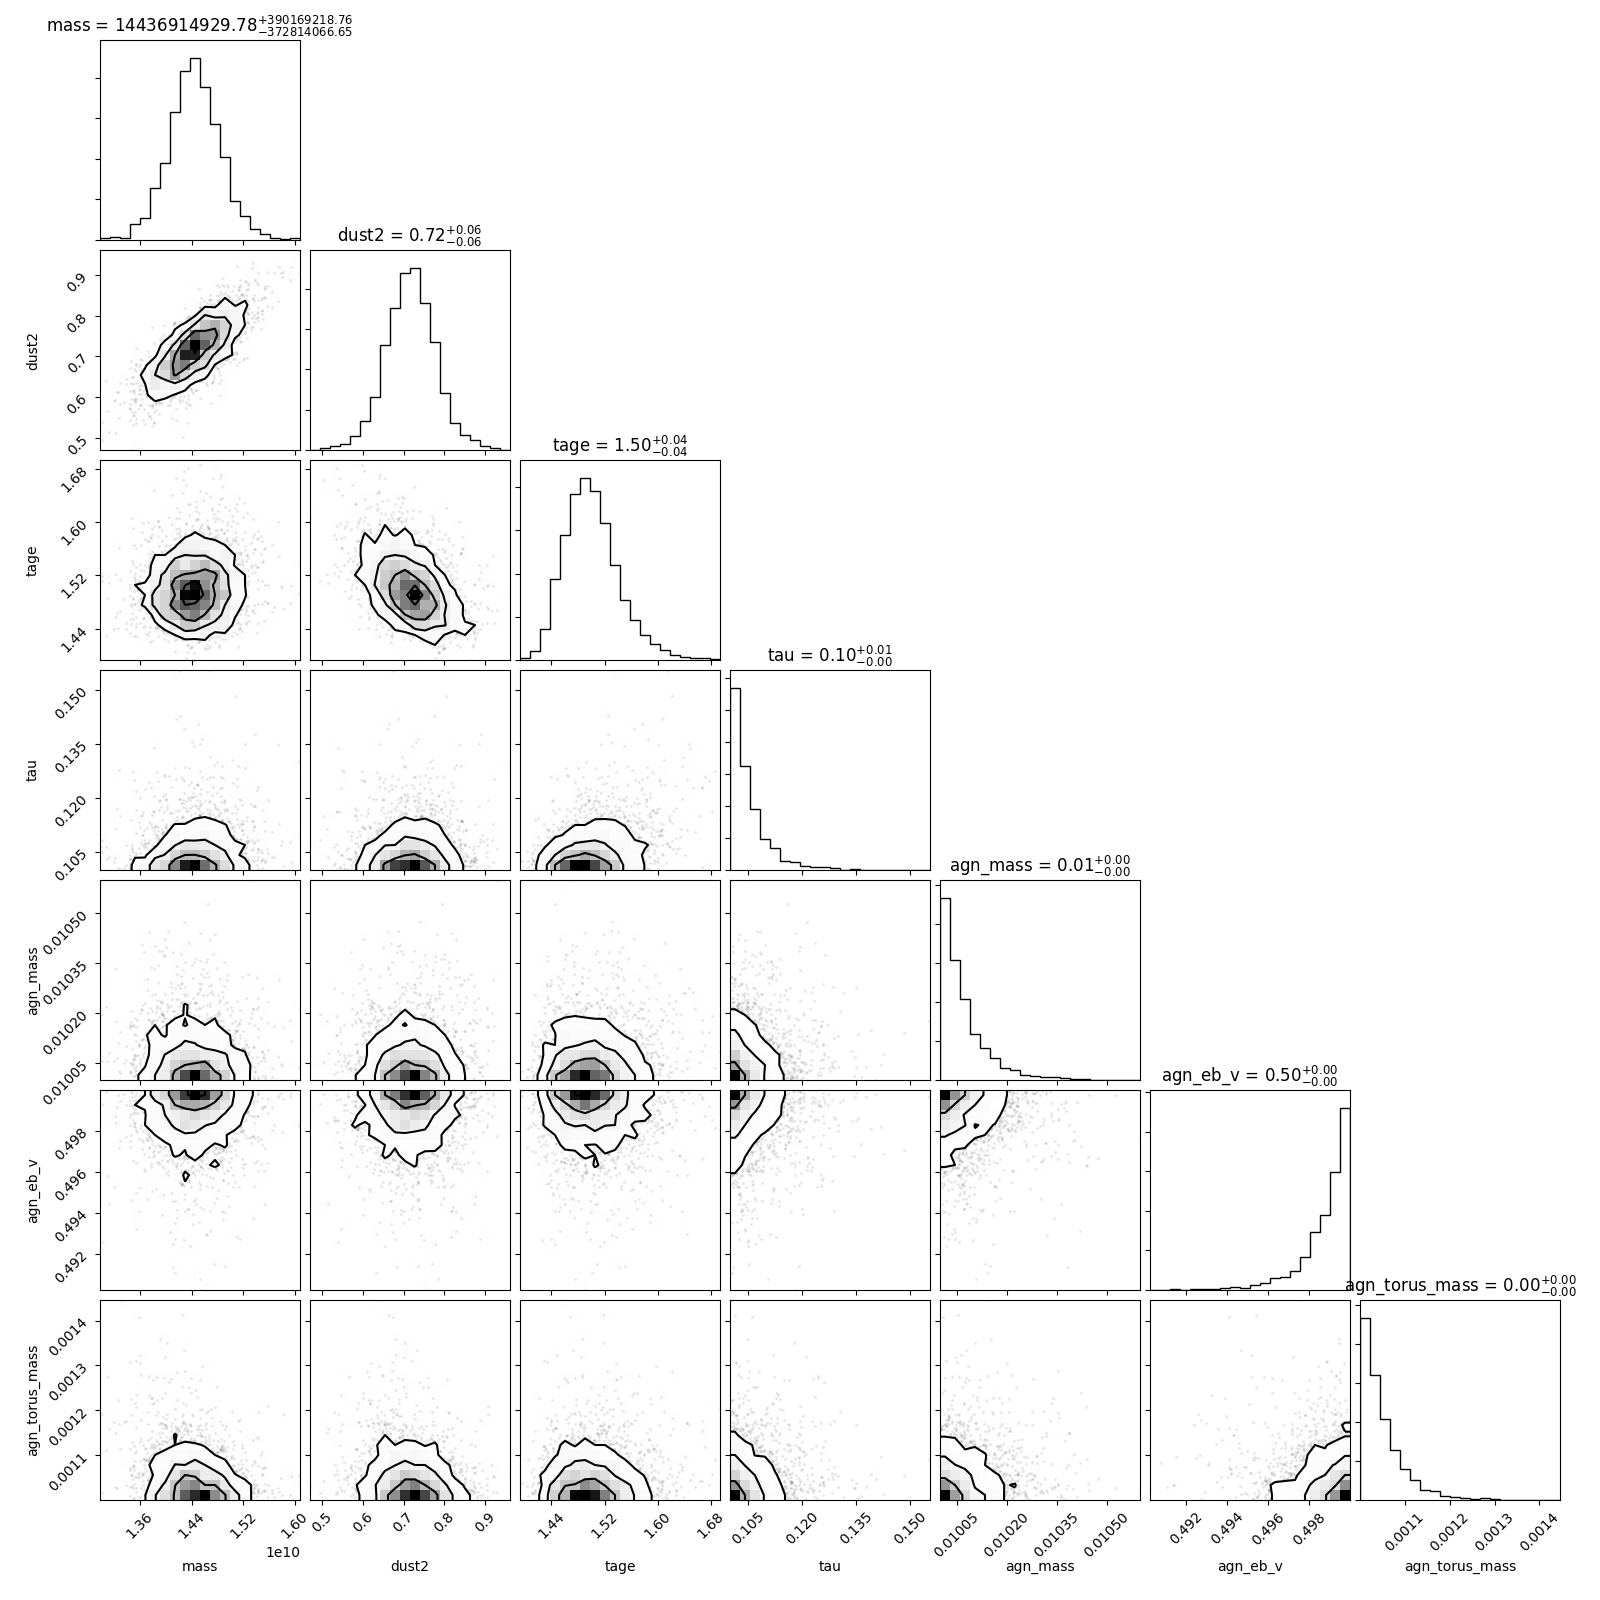 mass = 14436914929.78 +390169218.76 −372814066.65
dust2 = 0.72 +0.06 −0.06
0.9
0.8
0.7
0.6
0.5
dust2
tage = 1.50 +0.04 −0.04
1.68
1.60
1.52
1.44
tage
tau = 0.10 +0.01 −0.00
0.150
0.135
0.120
0.105
tau
agn_mass = 0.01 +0.00 −0.00
0.01050
0.01035
0.01020
0.01005
agn_mass
agn_eb_v = 0.50 +0.00 −0.00
0.498
0.496
0.494
0.492
agn_eb_v
agn_torus_mass = 0.00 +0.00 −0.00
0.0014
0.0013
0.0012
0.0011
agn_torus_mass
1.36 1.44 1.52 1.60 0.5 0.6 0.7 0.8 0.9 1.44 1.52 1.60 1.68 0.105 0.120 0.135 0.150 0.01005 0.01020 0.01035 0.01050 0.492 0.494 0.496 0.498 0.0011 0.0012 0.0013 0.0014
1e10
mass dust2 tage tau agn_mass agn_eb_v agn_torus_mass